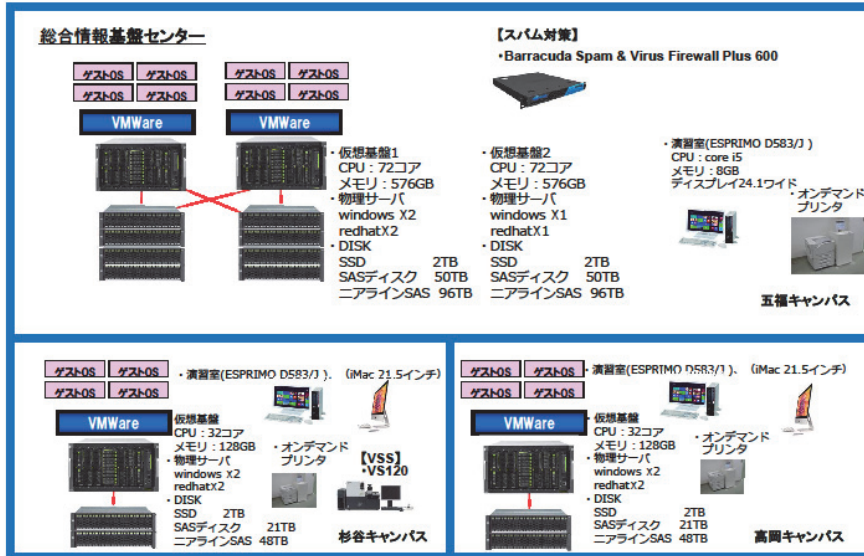 総合情報基盤センター
ゲストOS ゲストOS ゲストOS ゲストOS
ゲストOS ゲストOS ゲストOS ゲストOS
VMWare VMWare
・仮想基盤1
CPU：72コア
メモリ：576GB
・物理サーバ
windows X2
redhatX2
・DISK
SSD 2TB
SASディスク 50TB
ニアラインSAS 96TB
【スパム対策】
・Barracuda Spam & Virus Firewall Plus 600
・仮想基盤2
CPU：72コア
メモリ：576GB
・物理サーバ
windows X1
redhatX1
・DISK
SSD 2TB
SASディスク 50TB
ニアラインSAS 96TB
・演習室(ESPRIMO D583/J )
CPU：core i5
メモリ：8GB
ディスプレイ24.1ワイド
・オンデマンド
プリンタ
五福キャンパス
ゲストOS ゲストOS
ゲストOS ゲストOS
VMWare
・演習室(ESPRIMO D583/J )、（iMac 21.5インチ）
・仮想基盤
CPU：32コア
メモリ：128GB
・物理サーバ
windows X2
redhatX2
・DISK
SSD 2TB
SASディスク 21TB
ニアラインSAS 48TB
・オンデマンド
プリンタ
【VSS】
・VS120
杉谷キャンパス
ゲストOS ゲストOS
ゲストOS ゲストOS
VMWare
・演習室(ESPRIMO D583/J )、（iMac 21.5インチ）
・仮想基盤
CPU：32コア
メモリ：128GB
・物理サーバ
windows X2
redhatX2
・DISK
SSD 2TB
SASディスク 21TB
ニアラインSAS 48TB
・オンデマンド
プリンタ
高岡キャンパス